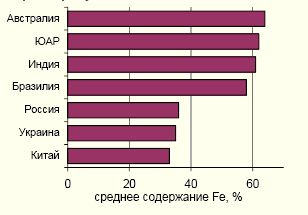 Австралия
ЮАР
Индия
Бразилия
Россия
Украина
Китай
0 20 40 60
среднее содержание Fe, %